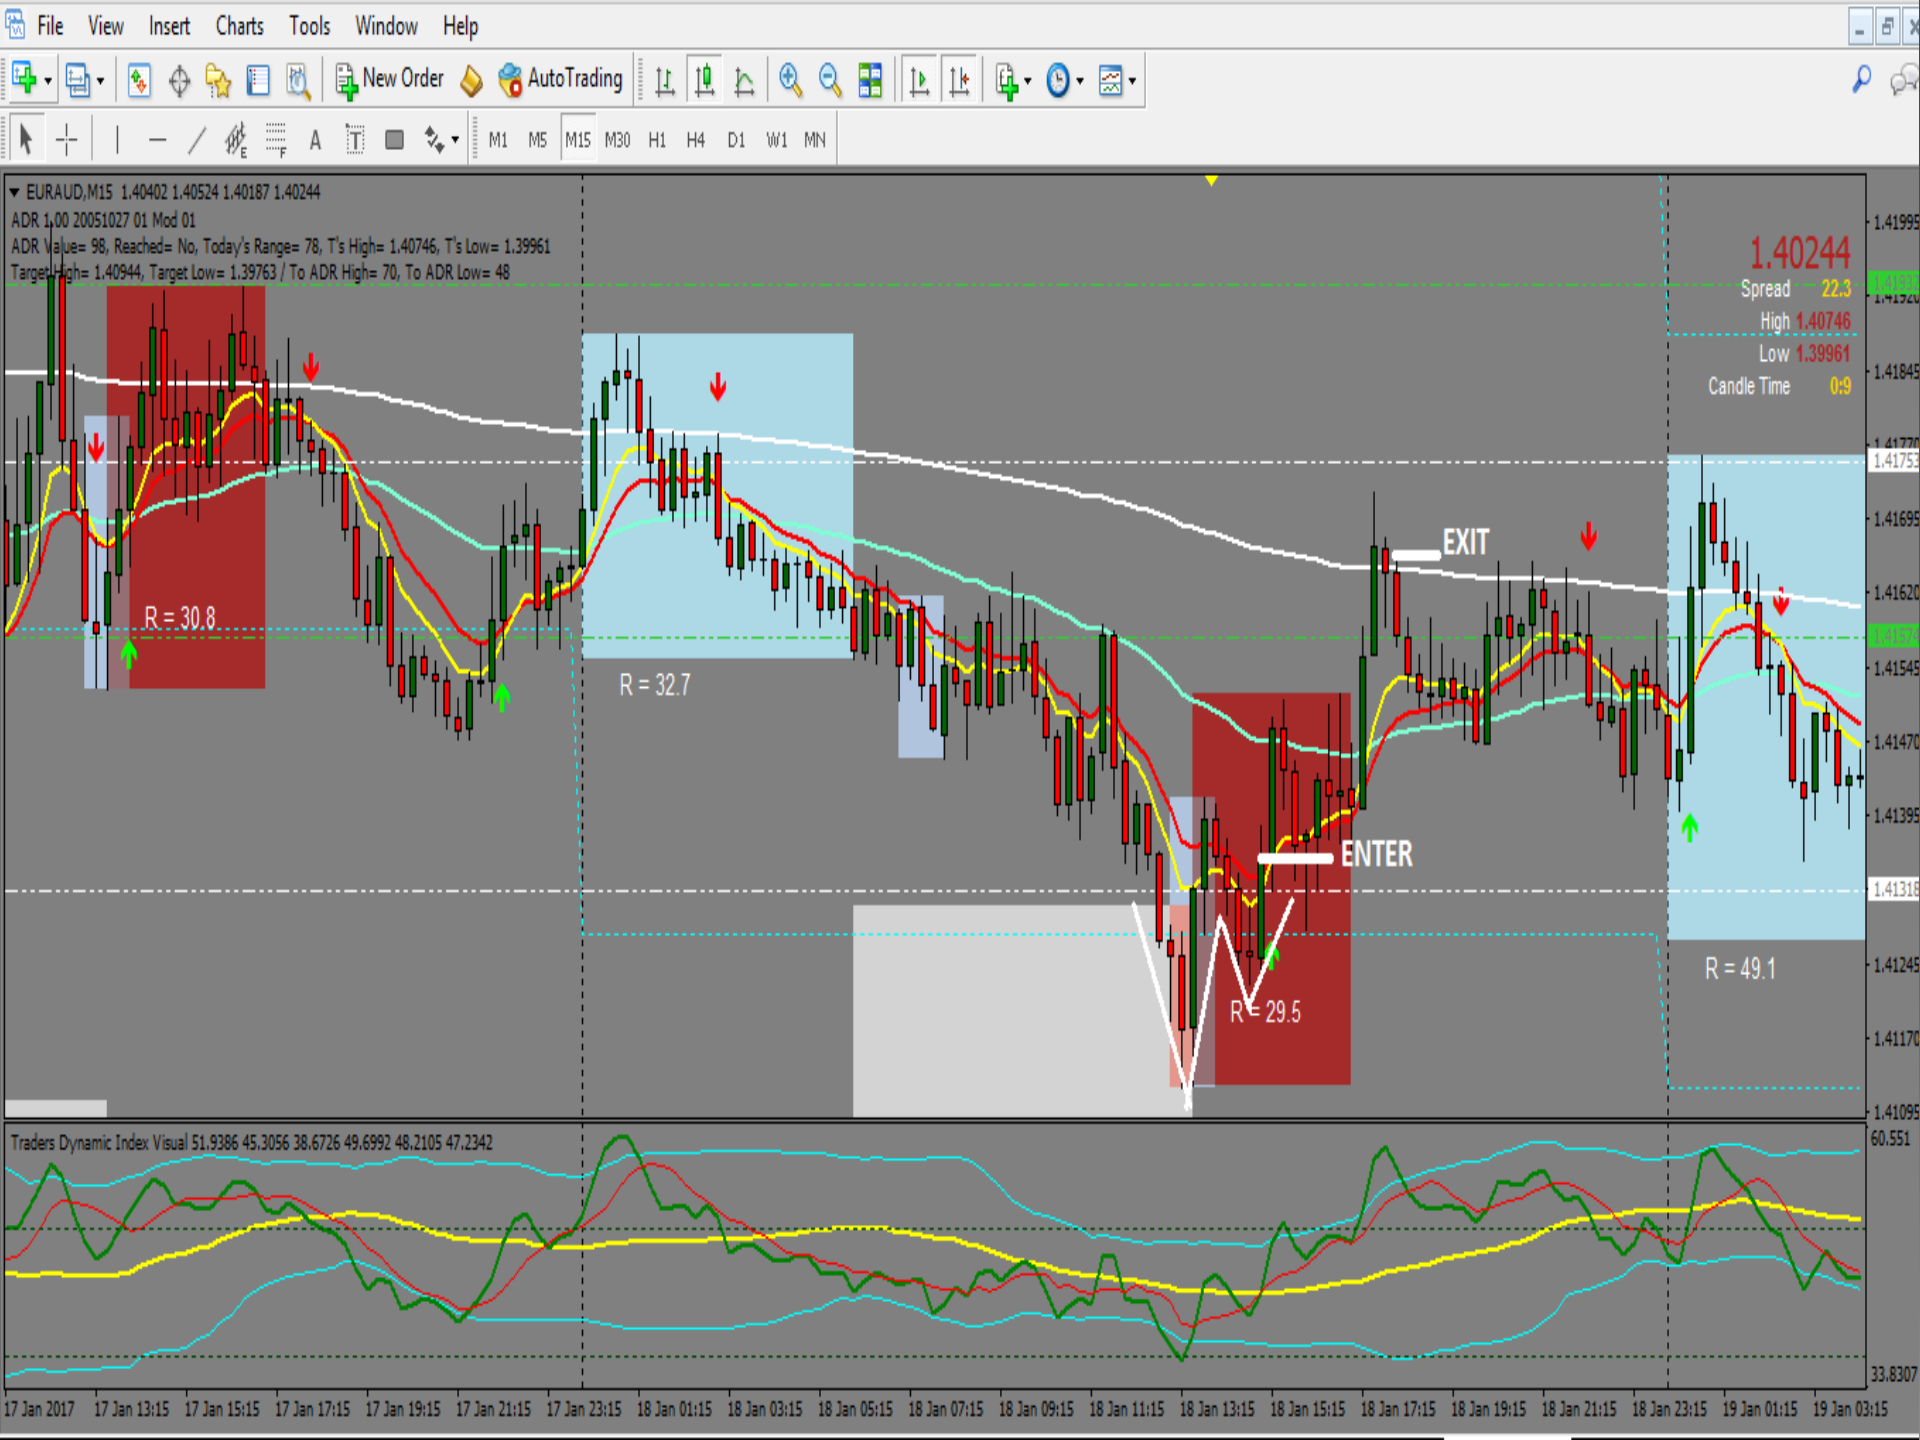 File View Insert Charts Tools Window Help
New Order AutoTrading
A T M1 M5 M15 M30 H1 H4 D1 W1 MN
EURAUD,M15 1.40402 1.40524 1.40187 1.40244
ADR 1.00 20051027 01 Mod 01
ADR Value= 98, Reached= No, Today's Range= 78, T's High= 1.40746, T's Low= 1.39961
Target High= 1.40944, Target Low= 1.39763 / To ADR High= 70, To ADR Low= 48
1.40244
Spread 22.3
High 1.40746
Low 1.39961
Candle Time 0:9
1.41995
1.41920
1.41845
1.41770
1.41753
1.41695
1.41620
1.41545
1.41470
1.41395
1.41318
1.41245
1.41170
1.41095
EXIT
R = 30.8
R = 32.7
ENTER
R = 49.1
R = 29.5
Traders Dynamic Index Visual 51.9386 45.3056 38.6726 49.6992 48.2105 47.2342
60.551
33.8307
17 Jan 2017 17 Jan 13:15 17 Jan 15:15 17 Jan 17:15 17 Jan 19:15 17 Jan 21:15 17 Jan 23:15 18 Jan 01:15 18 Jan 03:15 18 Jan 05:15 18 Jan 07:15 18 Jan 09:15 18 Jan 11:15 18 Jan 13:15 18 Jan 15:15 18 Jan 17:15 18 Jan 19:15 18 Jan 21:15 18 Jan 23:15 19 Jan 01:15 19 Jan 03:15